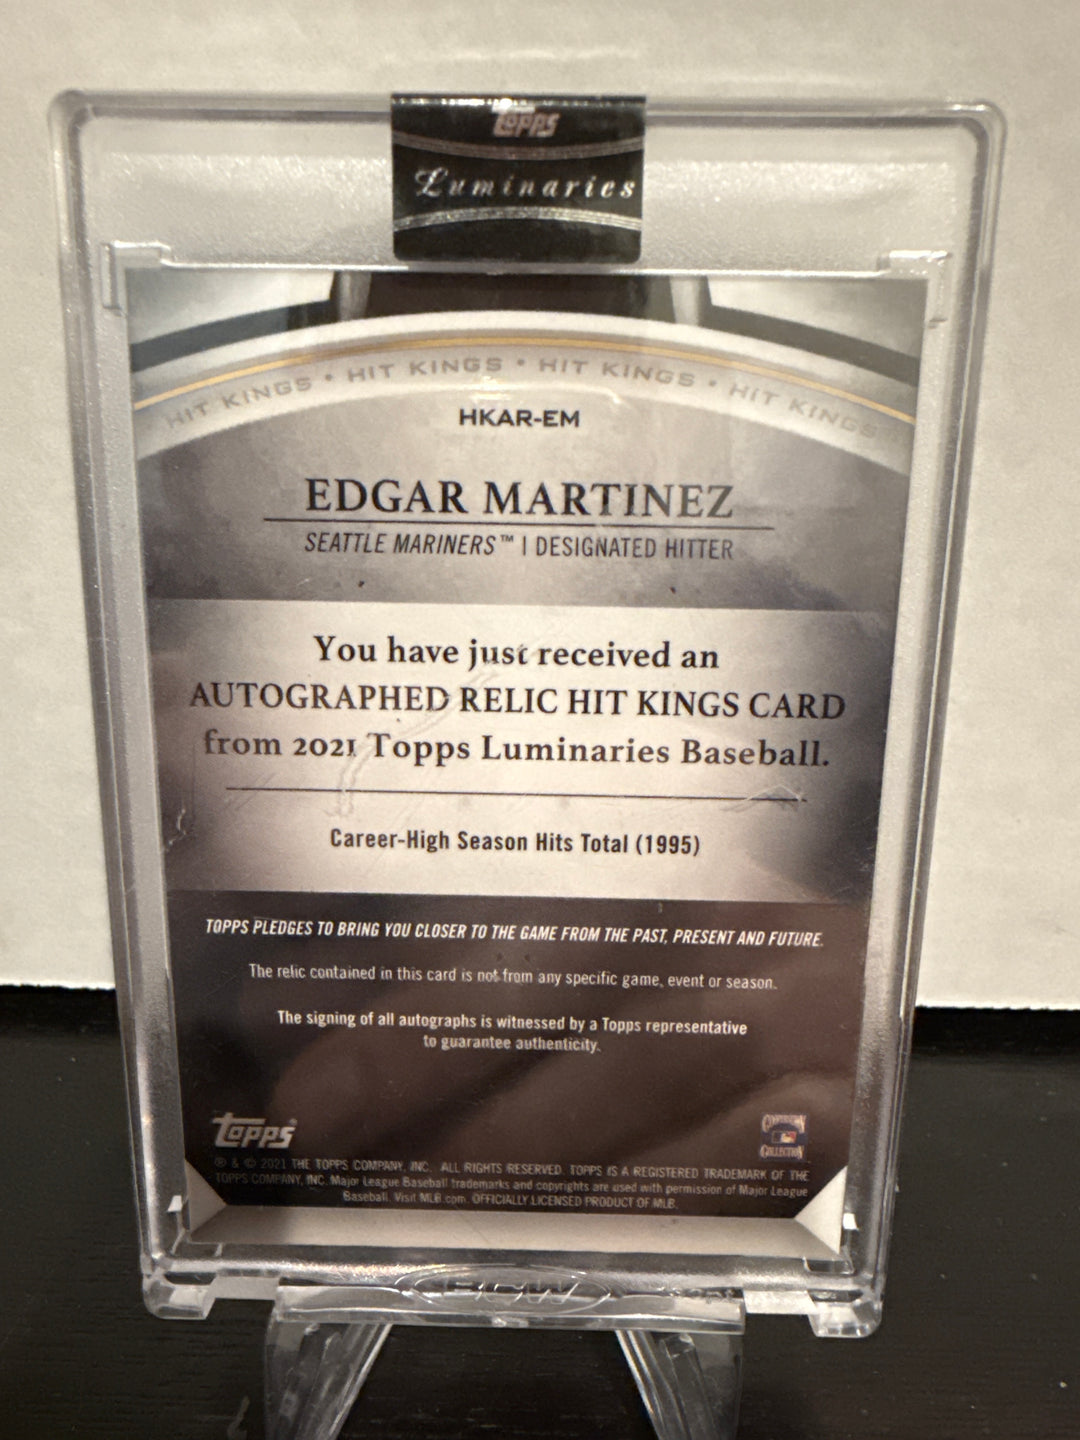 Topps
Luminaries
HIT KINGS • HIT KINGS • HIT KINGS • HIT KINGS
HKAR-EM
EDGAR MARTINEZ
SEATTLE MARINERS™ | DESIGNATED HITTER
You have just received an
AUTOGRAPHED RELIC HIT KINGS CARD
from 2021 Topps Luminaries Baseball.
Career-High Season Hits Total (1995)
TOPPS PLEDGES TO BRING YOU CLOSER TO THE GAME FROM THE PAST, PRESENT AND FUTURE.
The relic contained in this card is not from any specific game, event or season.
The signing of all autographs is witnessed by a Topps representative
to guarantee authenticity.
Topps
COOPERSTOWN
COLLECTION
® & © 2021 THE TOPPS COMPANY, INC. ALL RIGHTS RESERVED. TOPPS IS A REGISTERED TRADEMARK OF THE
TOPPS COMPANY, INC. Major League Baseball trademarks and copyrights are used with permission of Major League
Baseball. Visit MLB.com. OFFICIALLY LICENSED PRODUCT OF MLB.
BCW